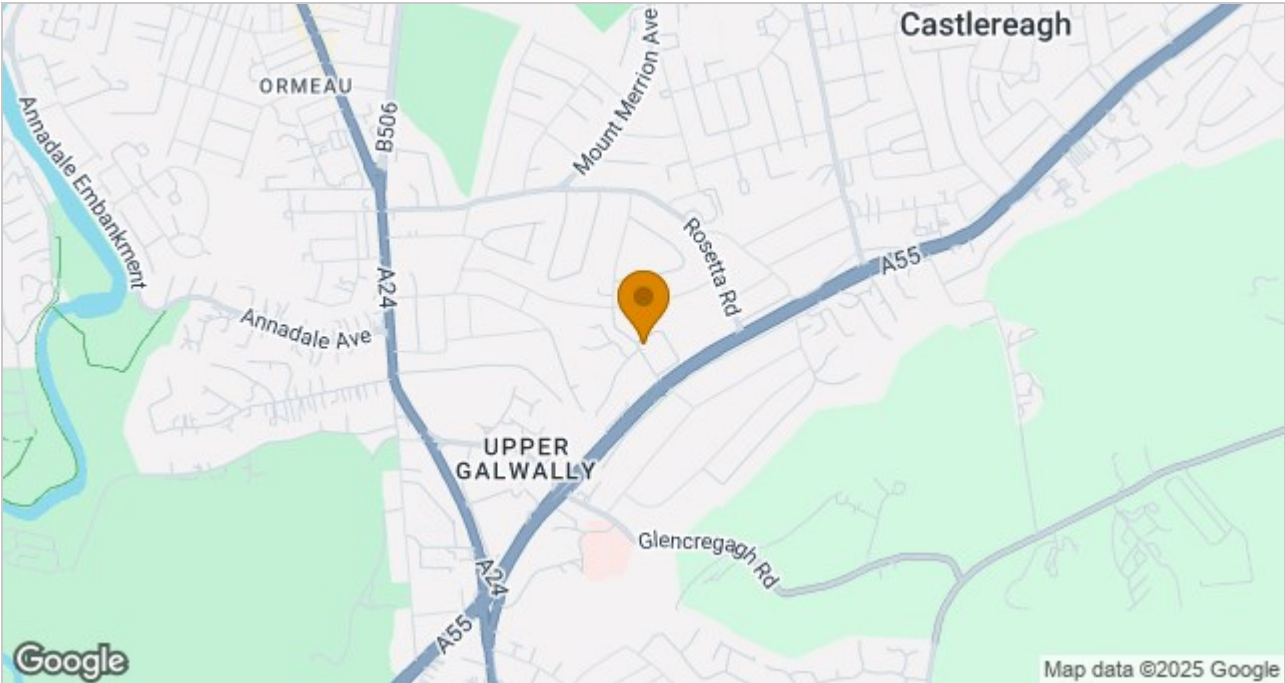 Castlereagh
ORMEAU
B506
Mount Merrion Ave
Annadale Embankment
Rosetta Rd
A55
A24
Annadale Ave
UPPER
GALWALLY
Glencregagh Rd
A24
A55
Google
Map data ©2025 Google